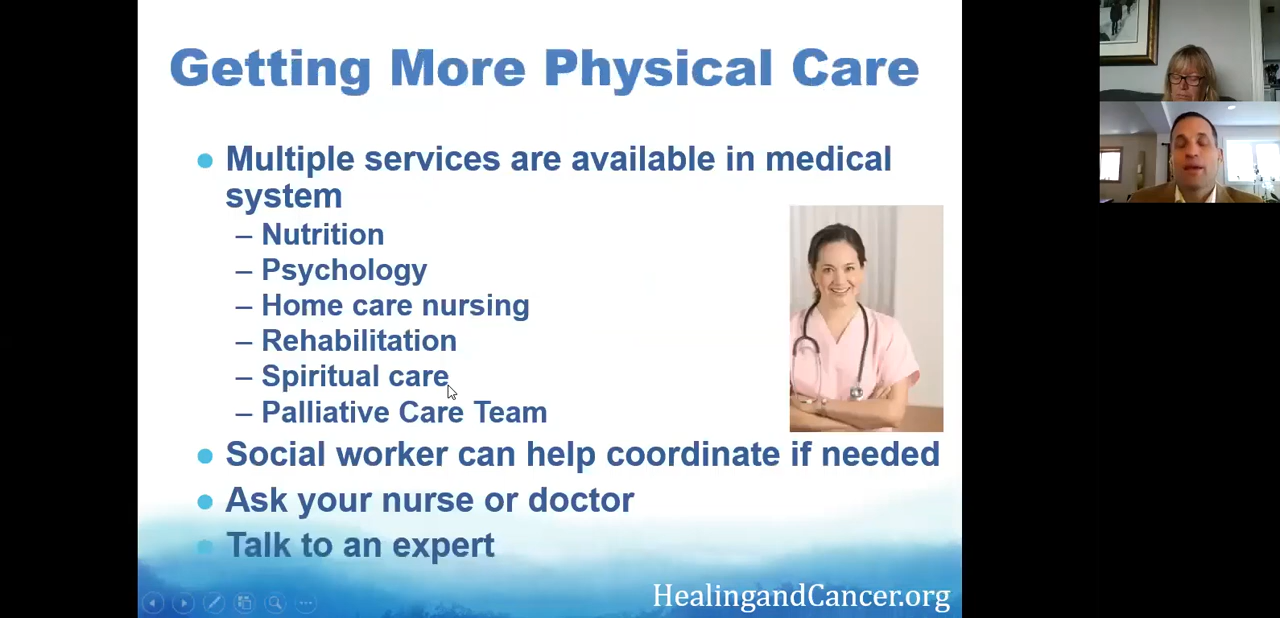 Getting More Physical Care
● Multiple services are available in medical
system
– Nutrition
– Psychology
– Home care nursing
– Rehabilitation
– Spiritual care
– Palliative Care Team
● Social worker can help coordinate if needed
● Ask your nurse or doctor
● Talk to an expert
HealingandCancer.org